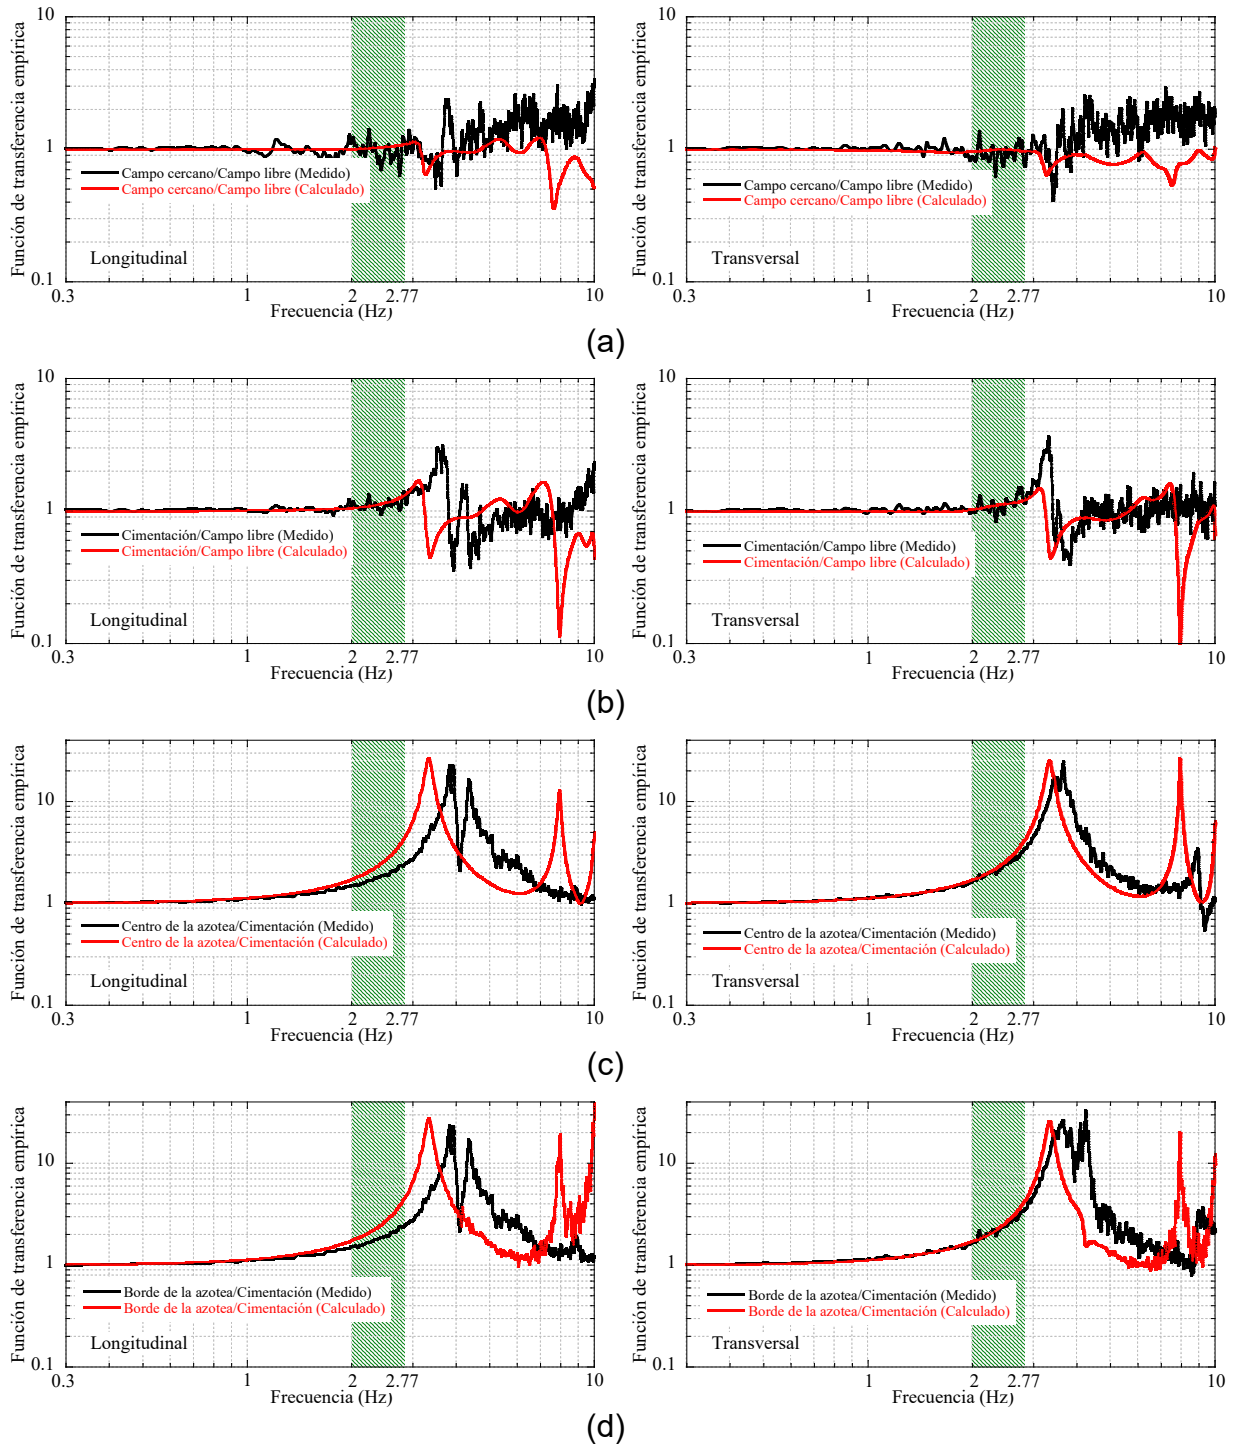 10
1
0.1
Función de transferencia empírica
Campo cercano/Campo libre (Medido)
Campo cercano/Campo libre (Calculado)
Longitudinal
0.3 1 2 2.77 10
Frecuencia (Hz)
10
1
0.1
Función de transferencia empírica
Campo cercano/Campo libre (Medido)
Campo cercano/Campo libre (Calculado)
Transversal
0.3 1 2 2.77 10
Frecuencia (Hz)
(a)
10
1
0.1
Función de transferencia empírica
Cimentación/Campo libre (Medido)
Cimentación/Campo libre (Calculado)
Longitudinal
0.3 1 2 2.77 10
Frecuencia (Hz)
10
1
0.1
Función de transferencia empírica
Cimentación/Campo libre (Medido)
Cimentación/Campo libre (Calculado)
Transversal
0.3 1 2 2.77 10
Frecuencia (Hz)
(b)
10
1
0.1
Función de transferencia empírica
Centro de la azotea/Cimentación (Medido)
Centro de la azotea/Cimentación (Calculado)
Longitudinal
0.3 1 2 2.77 10
Frecuencia (Hz)
10
1
0.1
Función de transferencia empírica
Centro de la azotea/Cimentación (Medido)
Centro de la azotea/Cimentación (Calculado)
Transversal
0.3 1 2 2.77 10
Frecuencia (Hz)
(c)
10
1
0.1
Función de transferencia empírica
Borde de la azotea/Cimentación (Medido)
Borde de la azotea/Cimentación (Calculado)
Longitudinal
0.3 1 2 2.77 10
Frecuencia (Hz)
10
1
0.1
Función de transferencia empírica
Borde de la azotea/Cimentación (Medido)
Borde de la azotea/Cimentación (Calculado)
Transversal
0.3 1 2 2.77 10
Frecuencia (Hz)
(d)